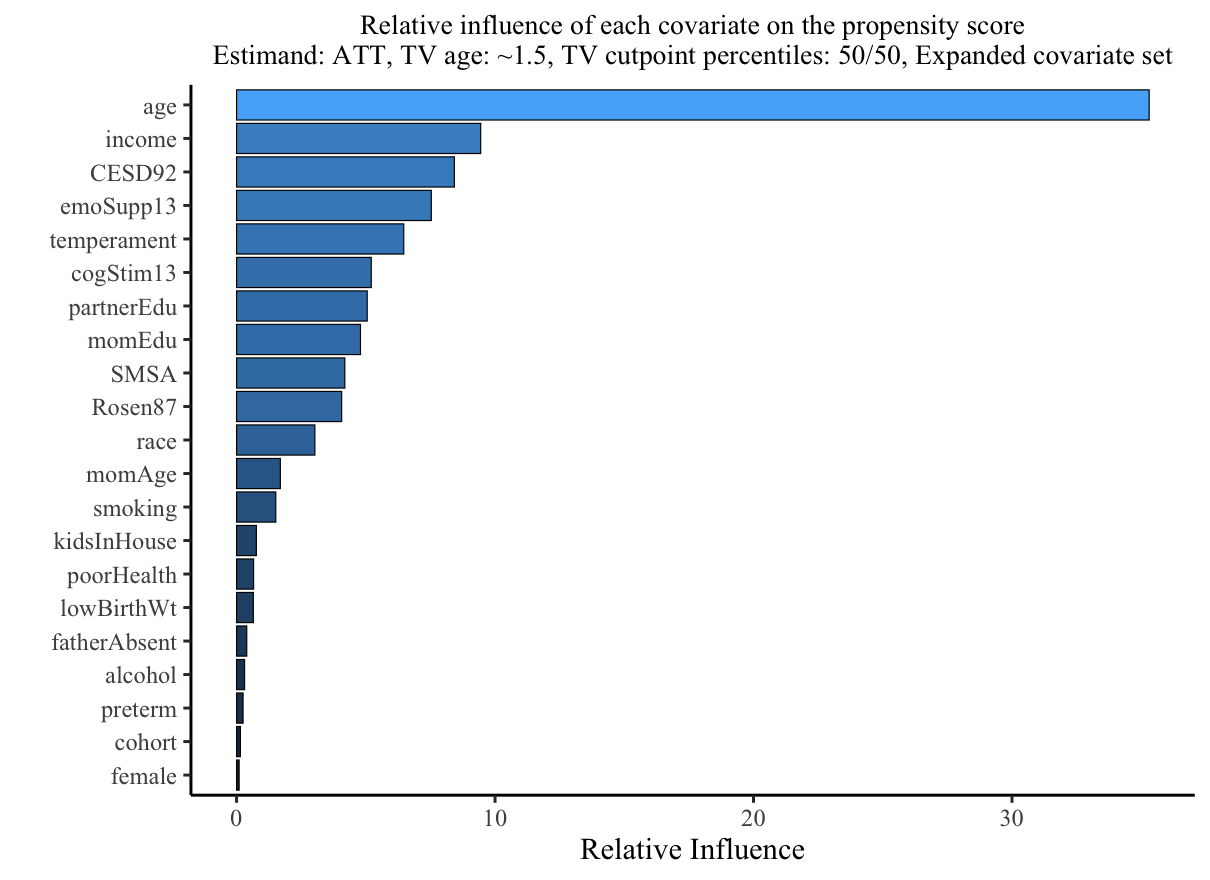 Relative influence of each covariate on the propensity score
Estimand: ATT, TV age: ~1.5, TV cutpoint percentiles: 50/50, Expanded covariate set
age
income
CESD92
emoSupp13
temperament
cogStim13
partnerEdu
momEdu
SMSA
Rosen87
race
momAge
smoking
kidsInHouse
poorHealth
lowBirthWt
fatherAbsent
alcohol
preterm
cohort
female
0 10 20 30
Relative Influence